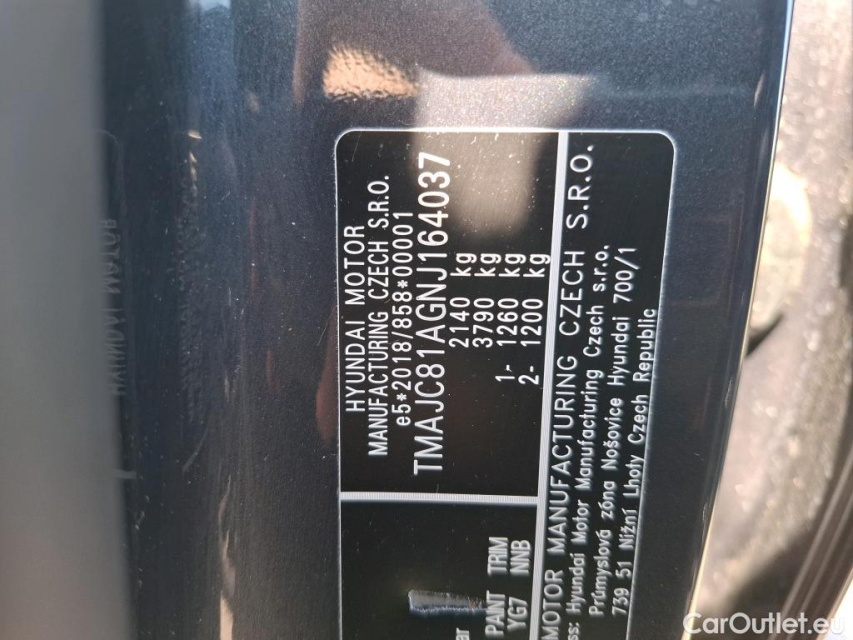 HYUNDAI MOTOR
MANUFACTURING CZECH S.R.O.
e5*2018/858*00001
TMAJC81AGNJ164037
2140 kg
3790 kg
1- 1260 kg
2- 1200 kg
PANT TRIM
YG7 NNB
MOTOR MANUFACTURING CZECH S.R.O.
Hyundai Motor Manufacturing Czech s.r.o.
Průmyslová zóna Nošovice Hyundai 700/1
739 51 Nižní Lhoty Czech Republic
CarOutlet.eu